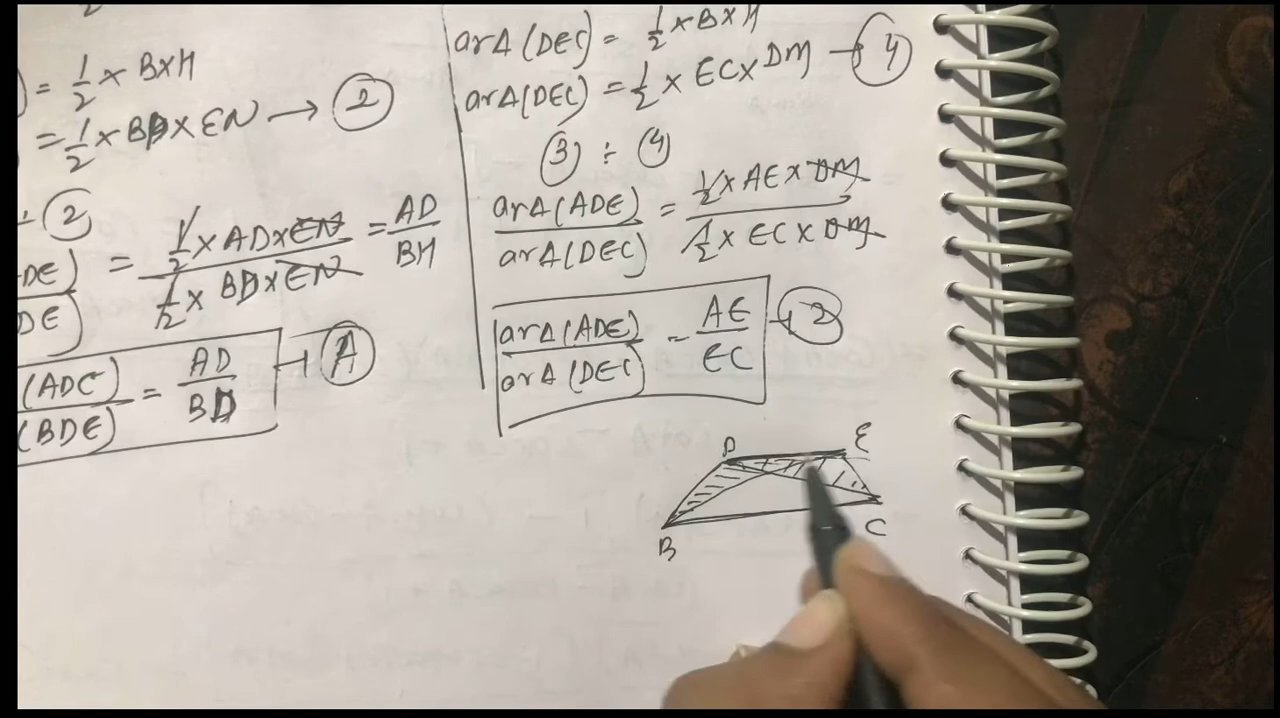 ) = 1/2 × B×H
= 1/2 × BD × EN → (2)
÷ (2)
DE) / DE) = 1/2 × AD × EN / 1/2 × BD × EN = AD / BH
(ADE) / (BDE) = AD / BD → (A)
arΔ(DEC) = 1/2 × B×H
arΔ(DEC) = 1/2 × EC × DM → (4)
(3) ÷ (4)
arΔ(ADE) / arΔ(DEC) = 1/2 × AE × DM / 1/2 × EC × DM
arΔ(ADE) / arΔ(DEC) = AE / EC → (2)
D E
B C